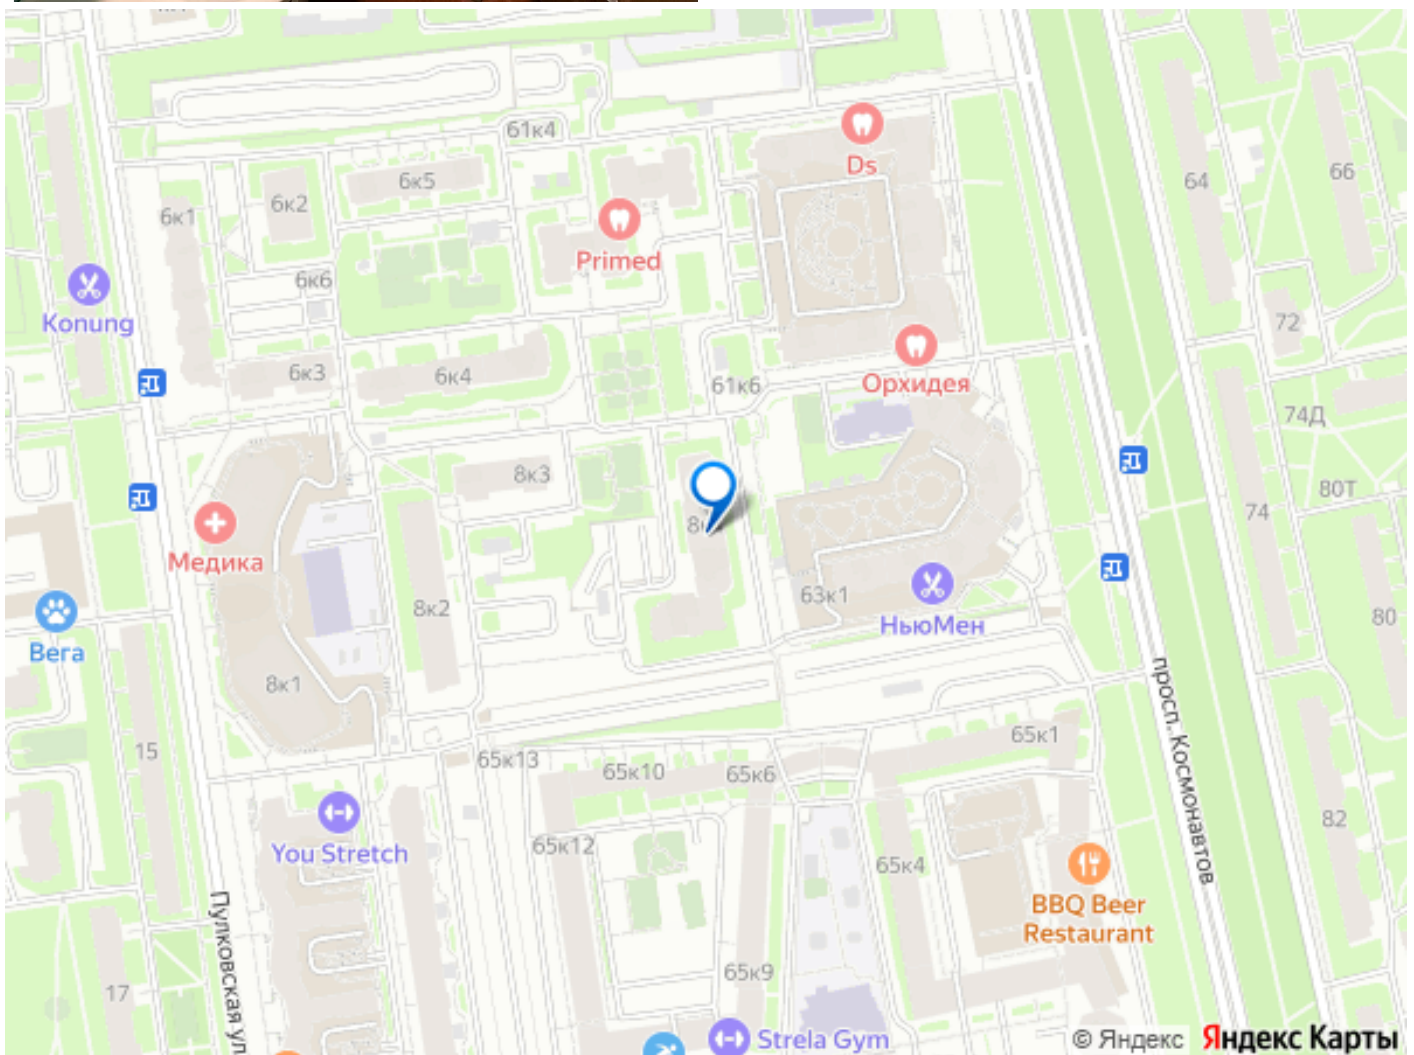 61к4
Ds
6к5
66
64
6к2
6к1
Primed
6к6
Konung
72
6к3
6к4
61к6
Орхидея
74Д
8к3
80Т
74
Медика
63к1
8к2
80
НьюМен
Вега
8к1
просп. Космонавтов
65к1
15
65к13
65к10
65к6
82
You Stretch
65к12
65к4
BBQ Beer
Restaurant
Пулковская ул
65к9
17
Strela Gym
© Яндекс Яндекс Карты